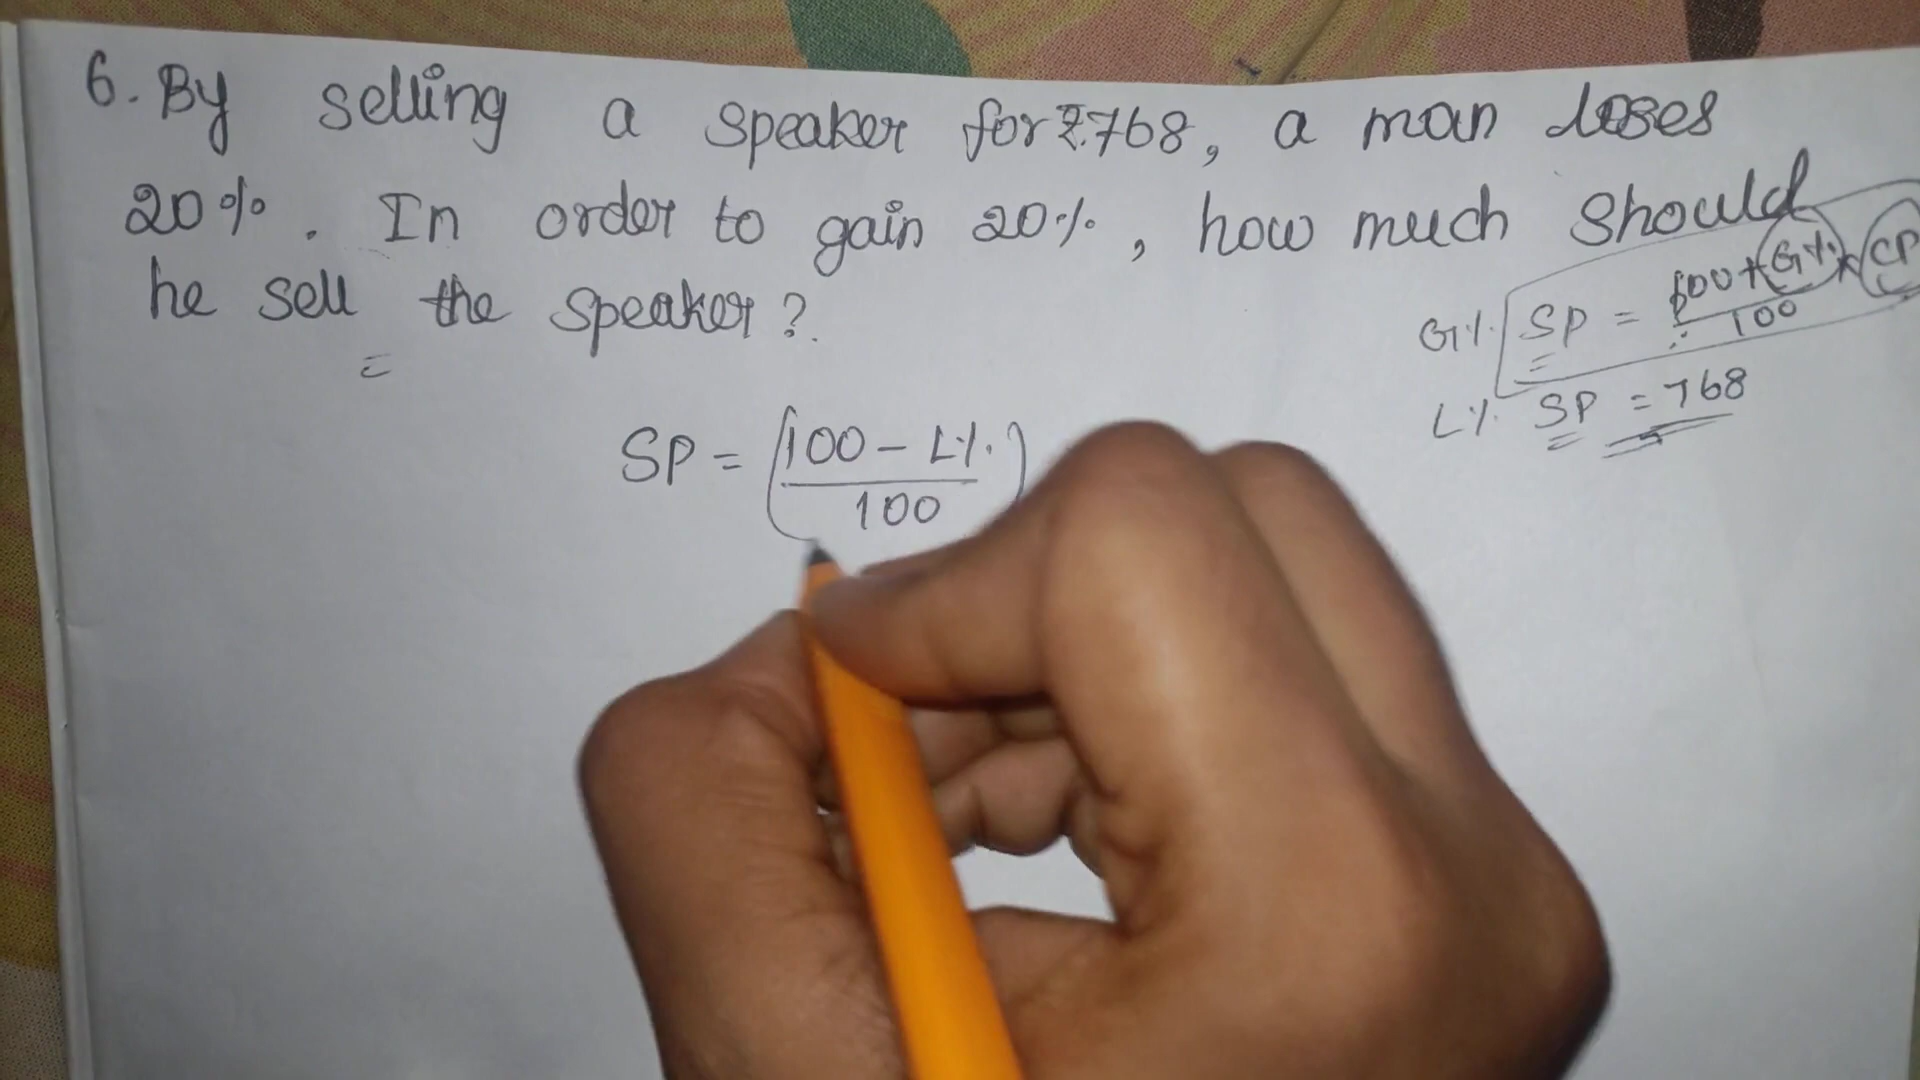 6. By selling a speaker for ₹.768, a man loses
20%. In order to gain 20%, how much should
he sell the speaker?
G% SP = 100+G% × CP
100
L% SP = 768
SP = (100 - L%)
100